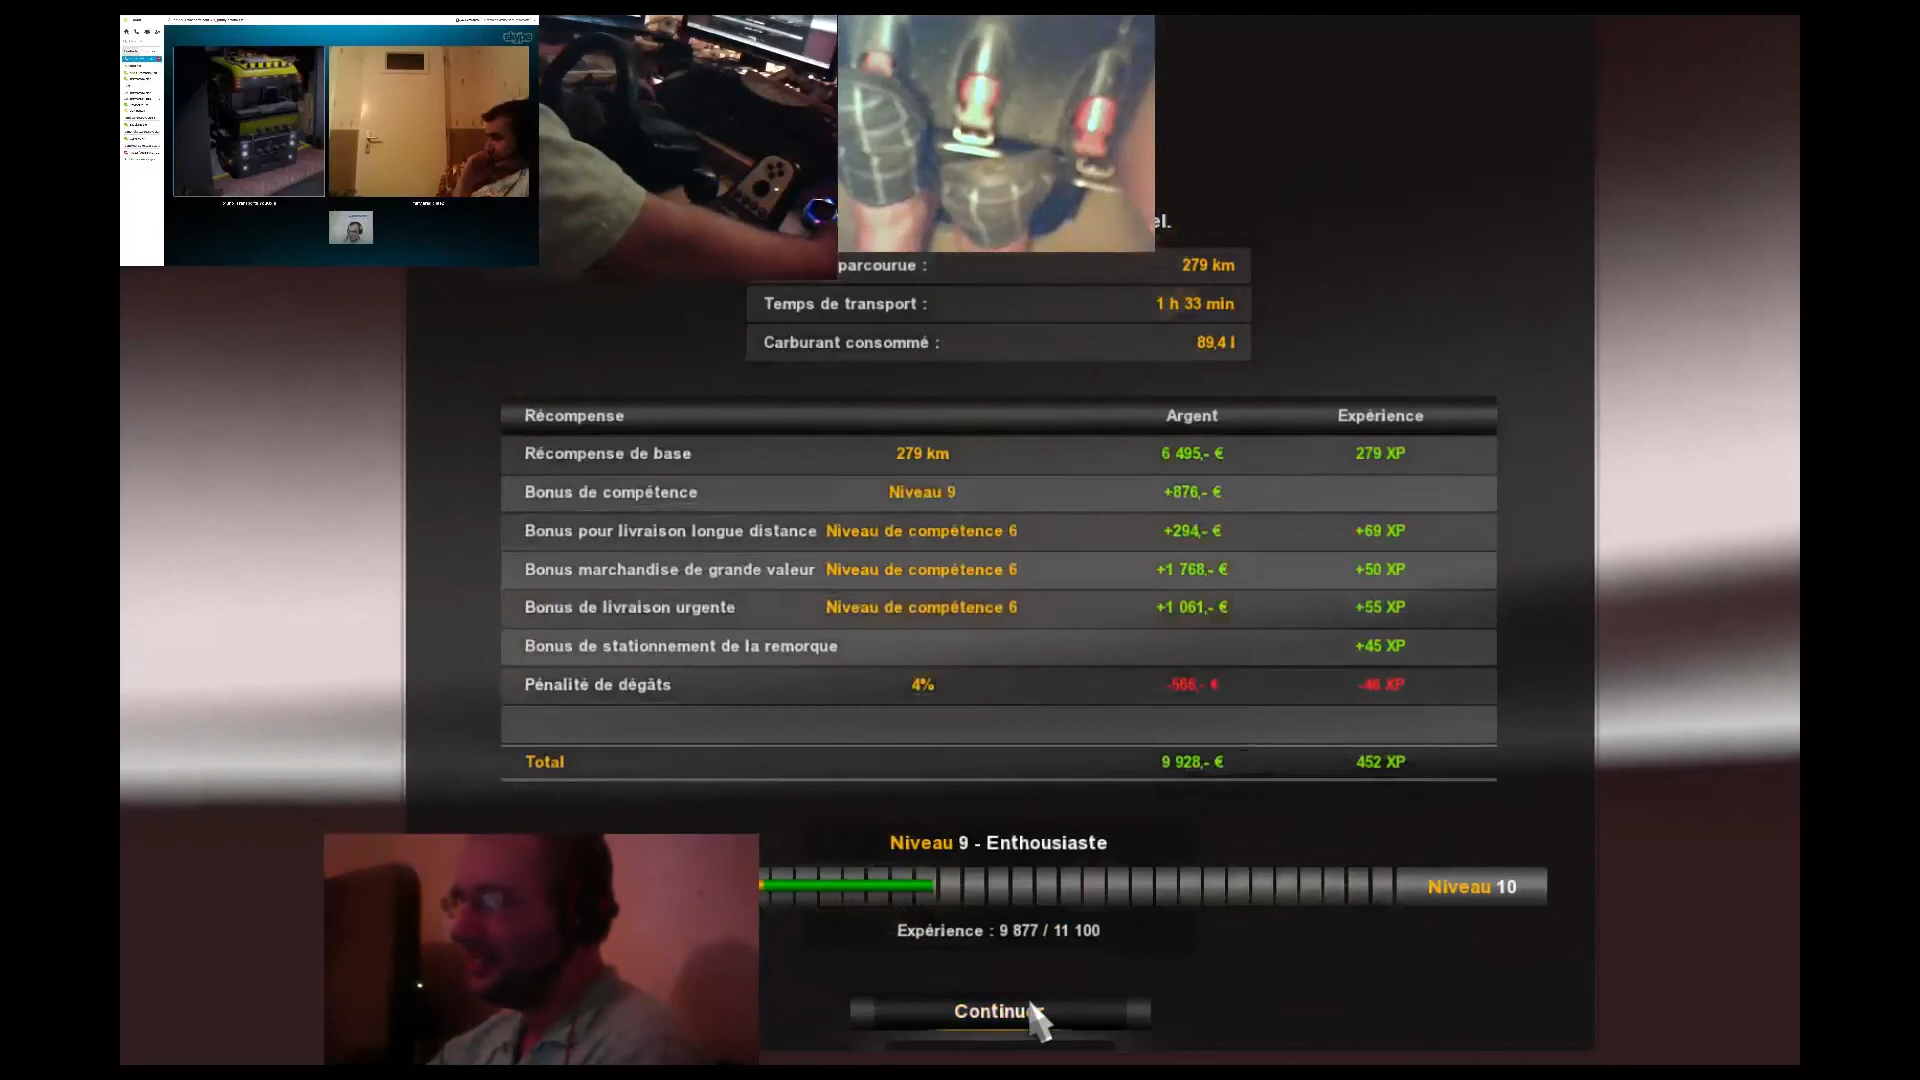 skype
el.
parcourue : 279 km
Temps de transport : 1 h 33 min
Carburant consommé : 89,4 l
Récompense Argent Expérience
Récompense de base 279 km 6 495,- € 279 XP
Bonus de compétence Niveau 9 +876,- €
Bonus pour livraison longue distance Niveau de compétence 6 +294,- € +69 XP
Bonus marchandise de grande valeur Niveau de compétence 6 +1 768,- € +50 XP
Bonus de livraison urgente Niveau de compétence 6 +1 061,- € +55 XP
Bonus de stationnement de la remorque +45 XP
Pénalité de dégâts 4% -566,- € -46 XP
Total 9 928,- € 452 XP
Niveau 9 - Enthousiaste
Niveau 10
Expérience : 9 877 / 11 100
Continuer